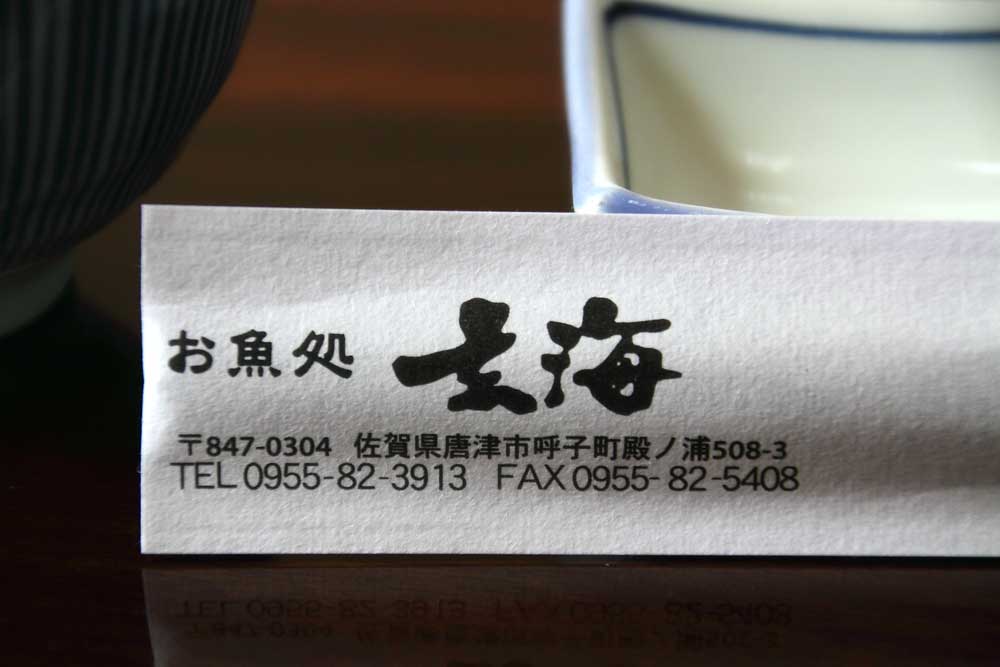 お魚処 玄海
〒847-0304 佐賀県唐津市呼子町殿ノ浦508-3
TEL 0955-82-3913 FAX 0955-82-5408